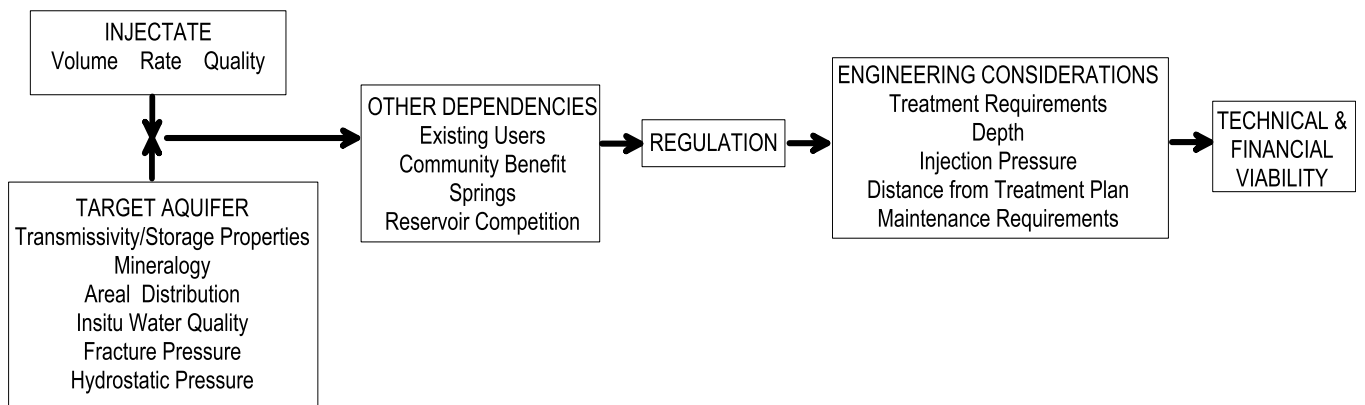 INJECTATE
Volume Rate Quality
TARGET AQUIFER
Transmissivity/Storage Properties
Mineralogy
Areal Distribution
Insitu Water Quality
Fracture Pressure
Hydrostatic Pressure
OTHER DEPENDENCIES
Existing Users
Community Benefit
Springs
Reservoir Competition
REGULATION
ENGINEERING CONSIDERATIONS
Treatment Requirements
Depth
Injection Pressure
Distance from Treatment Plan
Maintenance Requirements
TECHNICAL &
FINANCIAL
VIABILITY